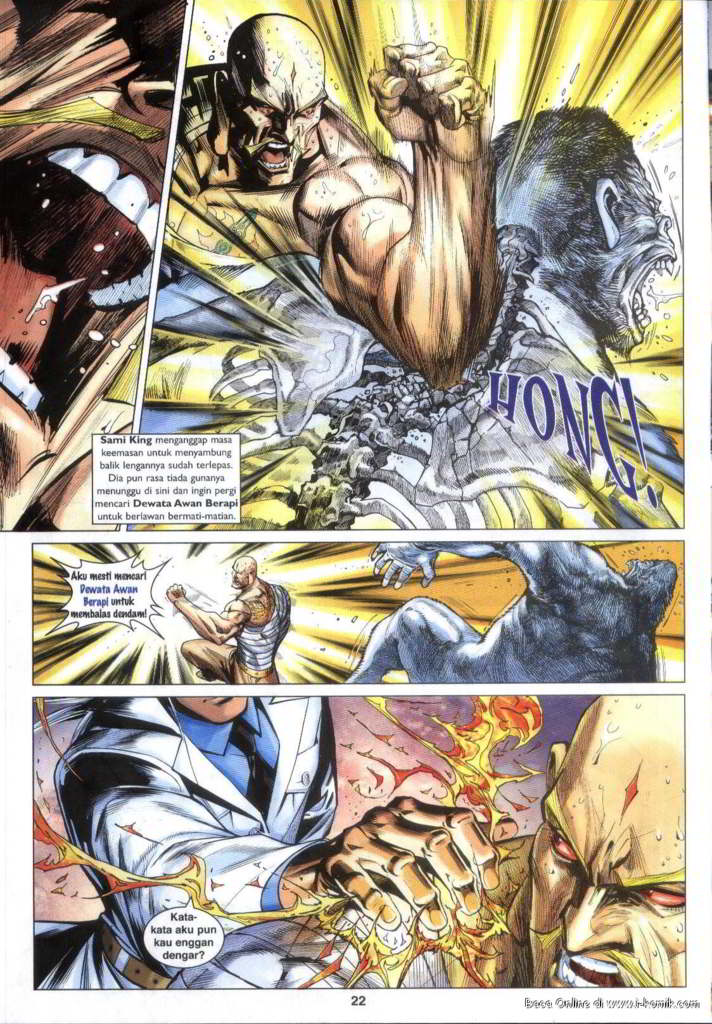 Sami King menganggap masa
keemasan untuk menyambung
balik lengannya sudah terlepas.
Dia pun rasa tiada gunanya
menunggu di sini dan ingin pergi
mencari Dewata Awan Berapi
untuk berlawan bermati-matian.
HONG!
Aku mesti mencari
Dewata Awan
Berapi untuk
membalas dendam!
Kata-
kata aku pun
kau enggan
dengar?
22
Baca Online di www.i-komik.com